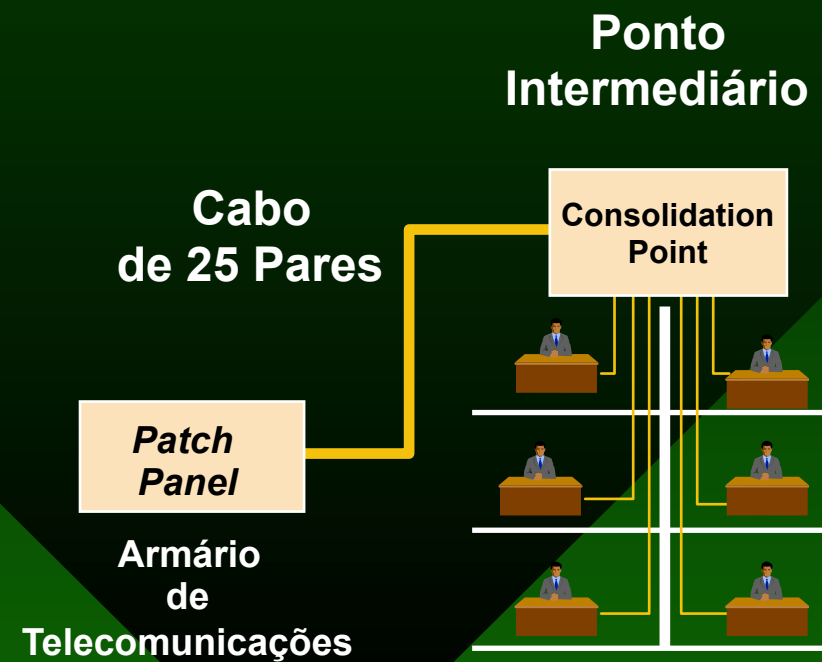 Ponto
Intermediário
Consolidation
Point
Cabo
de 25 Pares
Patch
Panel
Armário
de
Telecomunicações